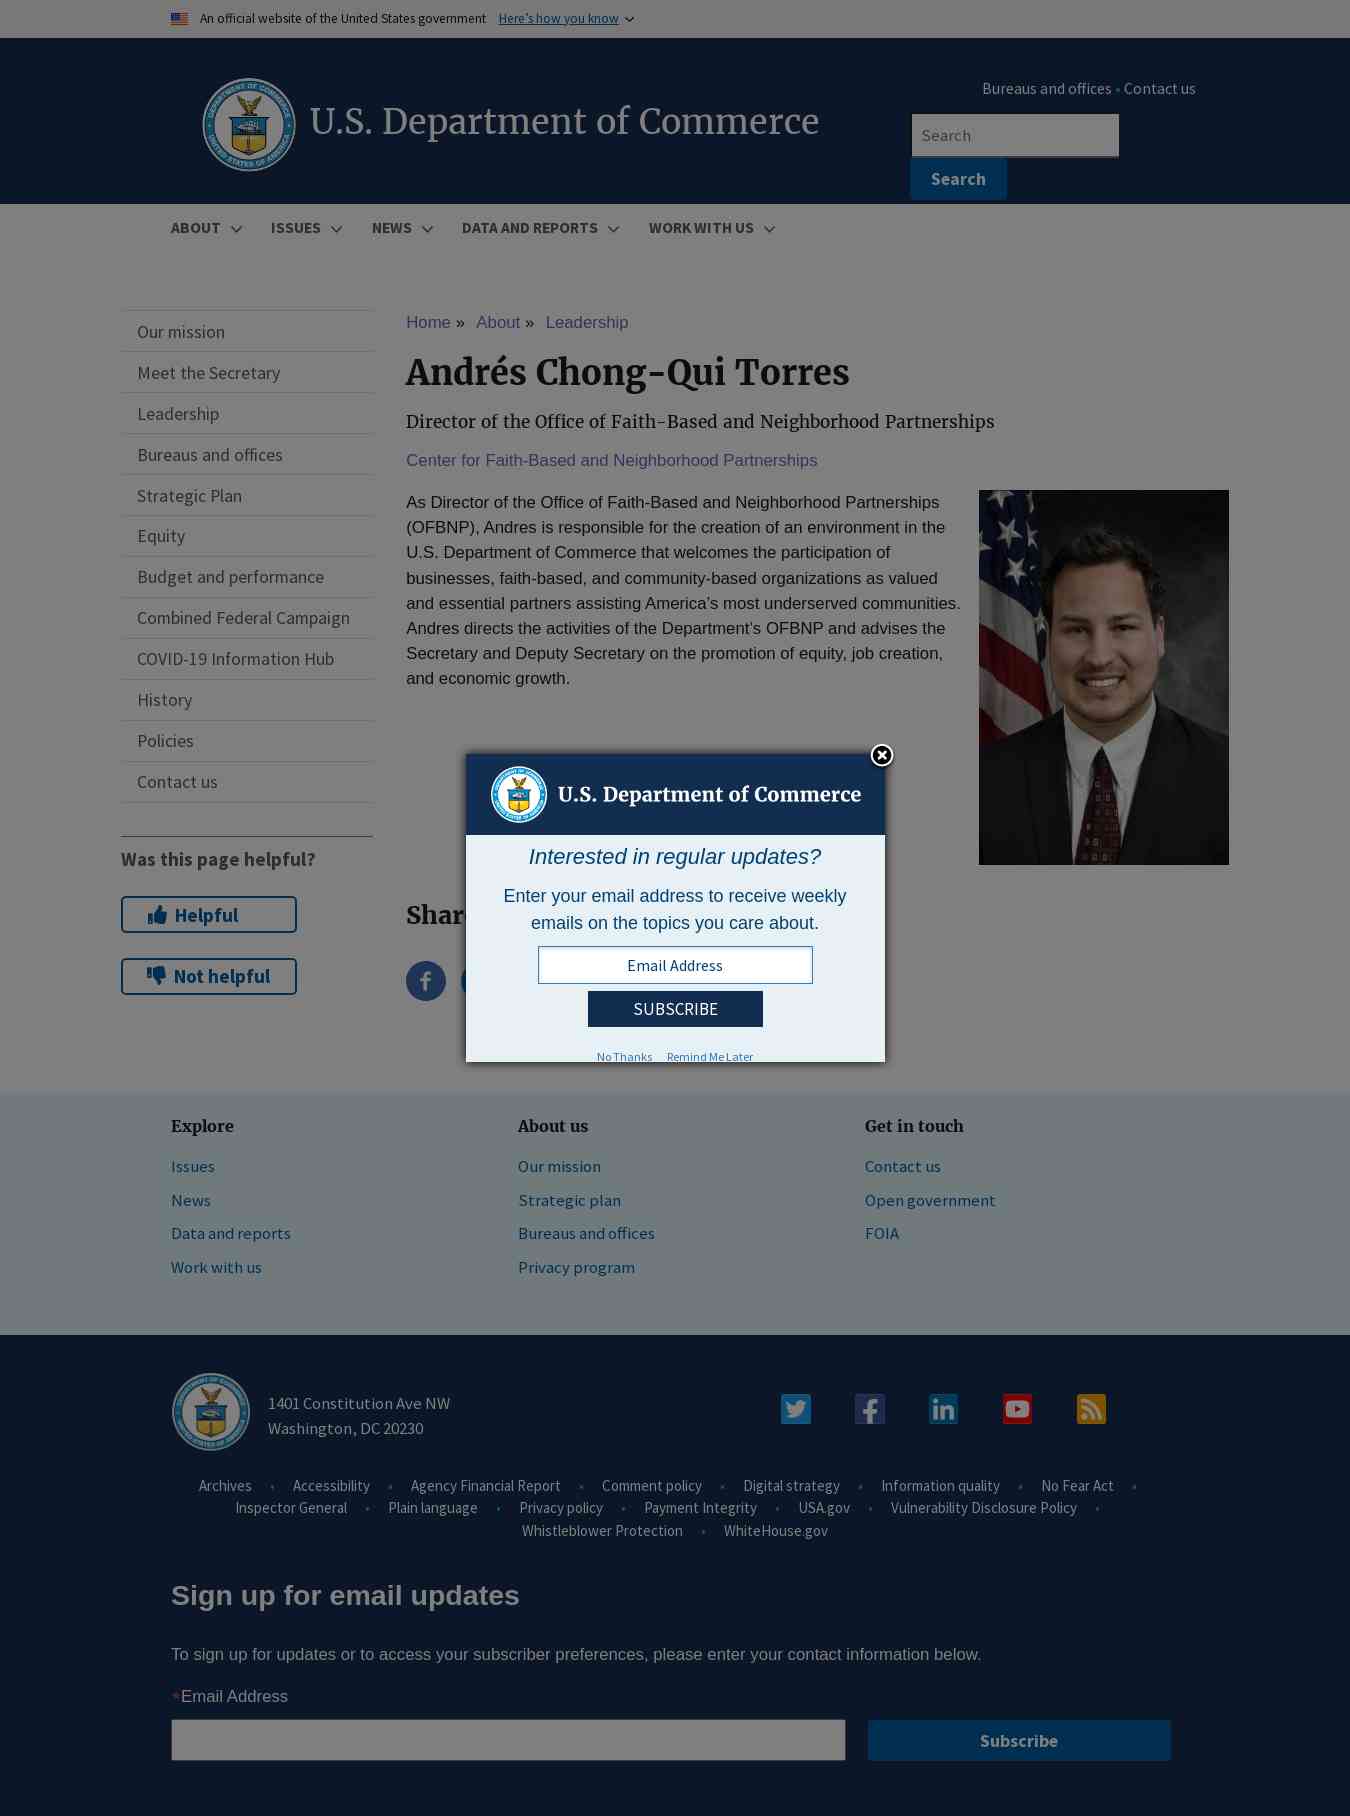 An official website of the United States government Here’s how you know
Bureaus and offices • Contact us
U.S. Department of Commerce
Search
Search
ABOUT ISSUES NEWS DATA AND REPORTS WORK WITH US
Our mission
Meet the Secretary
Leadership
Bureaus and offices
Strategic Plan
Equity
Budget and performance
Combined Federal Campaign
COVID-19 Information Hub
History
Policies
Contact us
Was this page helpful?
Helpful
Not helpful
Home » About » Leadership
Andrés Chong-Qui Torres
Director of the Office of Faith-Based and Neighborhood Partnerships
Center for Faith-Based and Neighborhood Partnerships
As Director of the Office of Faith-Based and Neighborhood Partnerships
(OFBNP), Andres is responsible for the creation of an environment in the
U.S. Department of Commerce that welcomes the participation of
businesses, faith-based, and community-based organizations as valued
and essential partners assisting America’s most underserved communities.
Andres directs the activities of the Department’s OFBNP and advises the
Secretary and Deputy Secretary on the promotion of equity, job creation,
and economic growth.
U.S. Department of Commerce
Interested in regular updates?
Enter your email address to receive weekly
emails on the topics you care about.
Email Address
SUBSCRIBE
No Thanks Remind Me Later
Explore
Issues
News
Data and reports
Work with us
About us
Our mission
Strategic plan
Bureaus and offices
Privacy program
Get in touch
Contact us
Open government
FOIA
1401 Constitution Ave NW
Washington, DC 20230
Archives • Accessibility • Agency Financial Report • Comment policy • Digital strategy • Information quality • No Fear Act •
Inspector General • Plain language • Privacy policy • Payment Integrity • USA.gov • Vulnerability Disclosure Policy •
Whistleblower Protection • WhiteHouse.gov
Sign up for email updates
To sign up for updates or to access your subscriber preferences, please enter your contact information below.
*Email Address
Subscribe